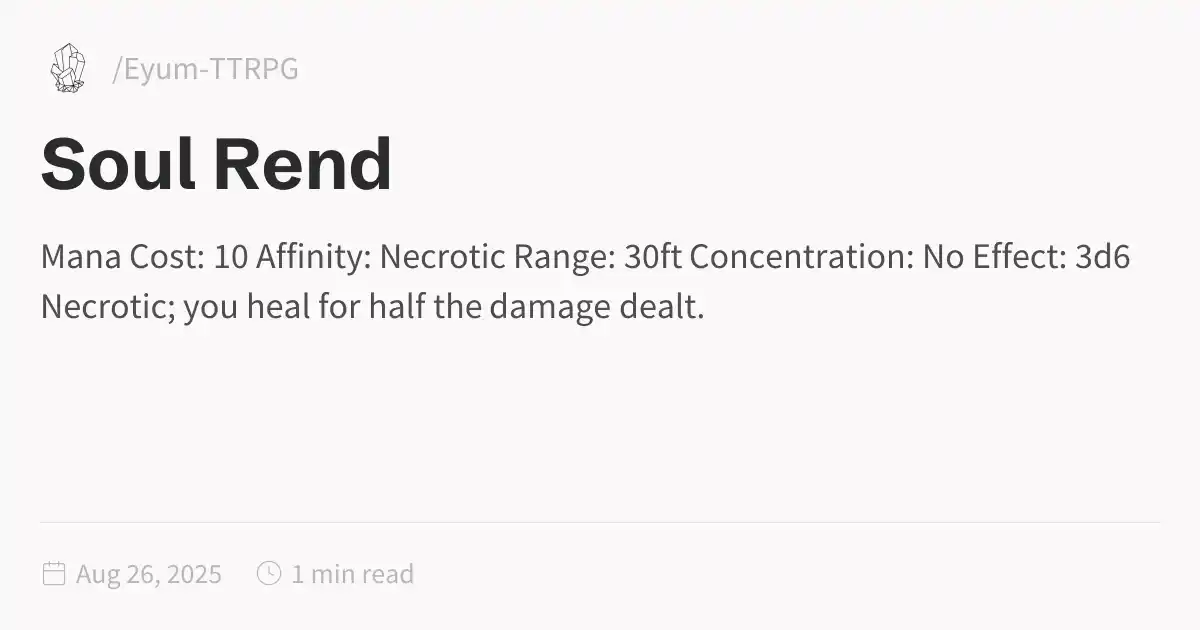 /Eyum-TTRPG
Soul Rend
Mana Cost: 10 Affinity: Necrotic Range: 30ft Concentration: No Effect: 3d6
Necrotic; you heal for half the damage dealt.
Aug 26, 2025 1 min read